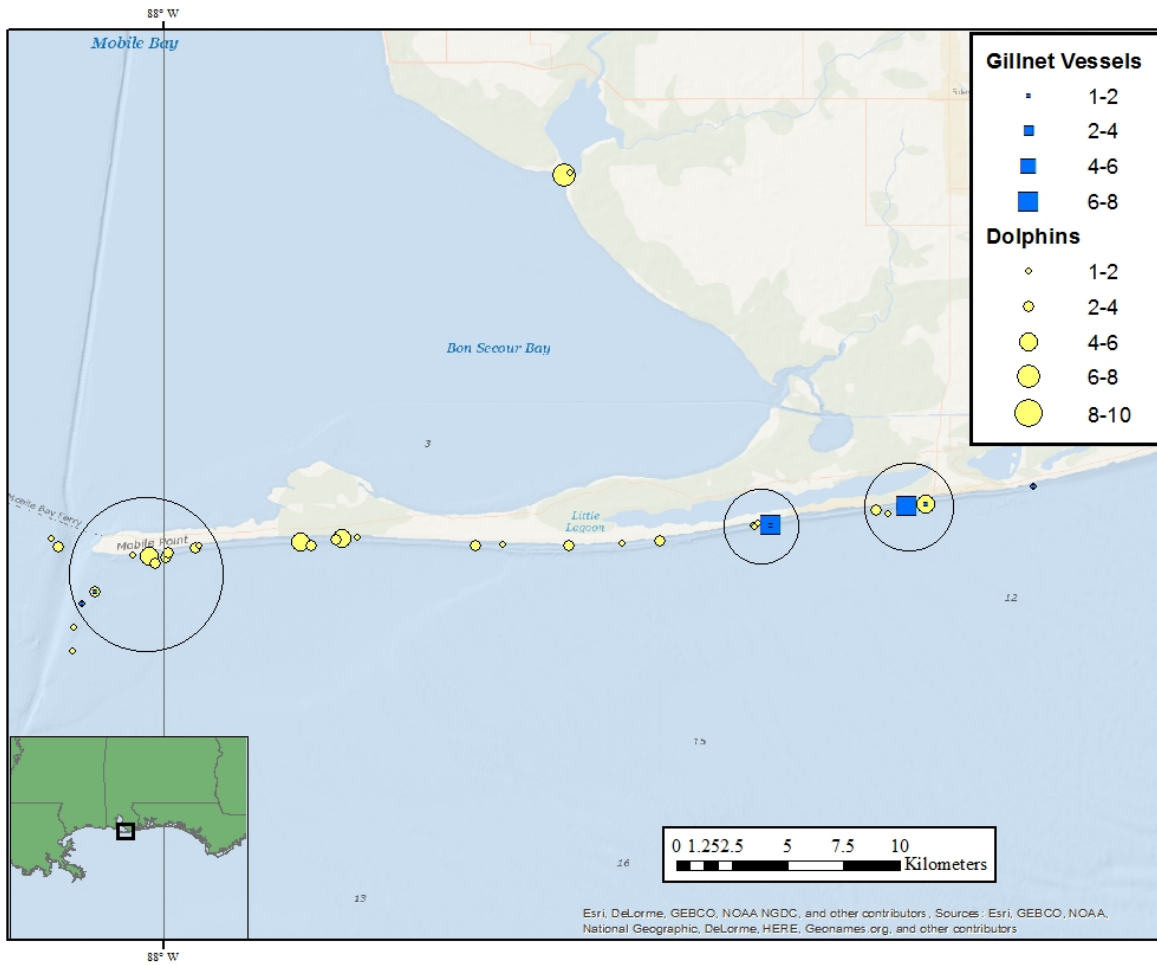 88° W
Mobile Bay
Gillnet Vessels
1-2
2-4
4-6
6-8
Dolphins
1-2
2-4
4-6
6-8
8-10
Bon Secour Bay
3
Mobile Bay Ferry
Mobile Point
Little
Lagoon
12
15
16
13
0 1.252.5 5 7.5 10
Kilometers
Esri, DeLorme, GEBCO, NOAA NGDC, and other contributors, Sources: Esri, GEBCO, NOAA,
National Geographic, DeLorme, HERE, Geonames.org, and other contributors
88° W